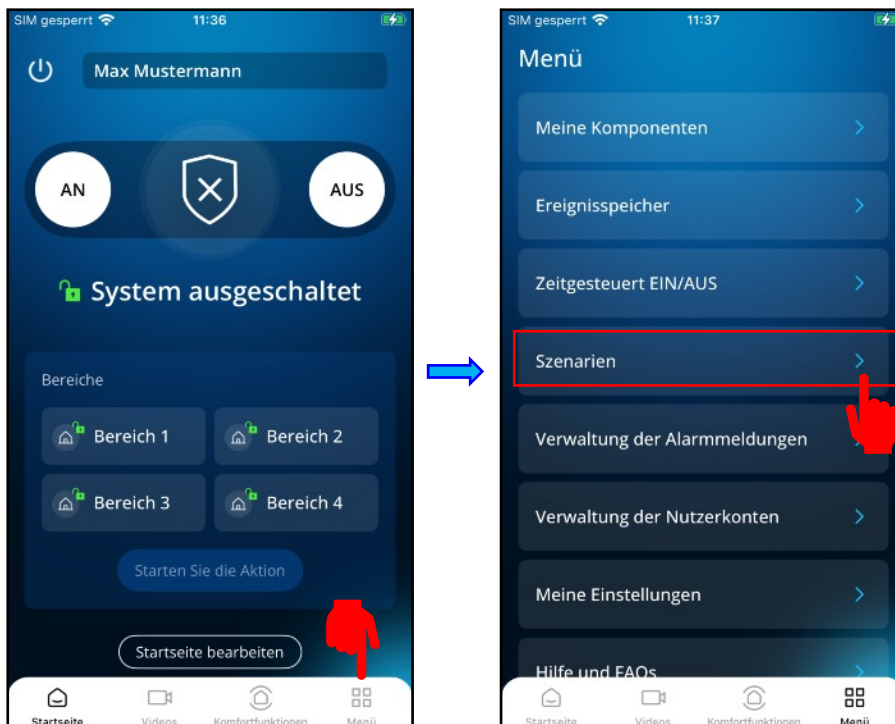 SIM gesperrt 11:36
Max Mustermann
AN AUS
System ausgeschaltet
Bereiche
Bereich 1 Bereich 2
Bereich 3 Bereich 4
Starten Sie die Aktion
Startseite bearbeiten
Startseite Videos Komfortfunktionen Menü
SIM gesperrt 11:37
Menü
Meine Komponenten
Ereignisspeicher
Zeitgesteuert EIN/AUS
Szenarien
Verwaltung der Alarmmeldungen
Verwaltung der Nutzerkonten
Meine Einstellungen
Hilfe und FAQs
Startseite Videos Komfortfunktionen Menü